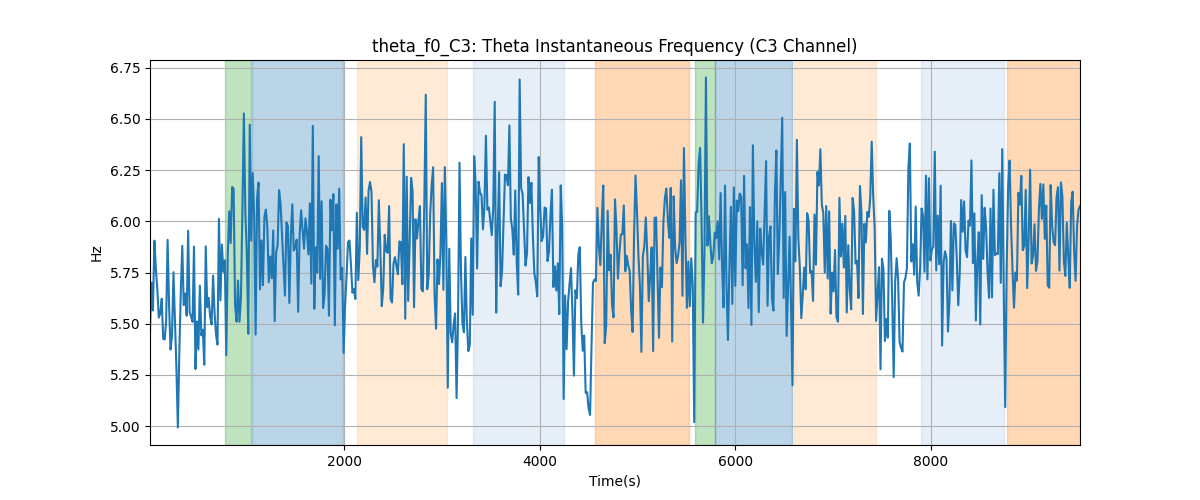 theta_f0_C3: Theta Instantaneous Frequency (C3 Channel)
6.75
6.50
6.25
6.00
5.75
5.50
5.25
5.00
Hz
2000 4000 6000 8000
Time(s)